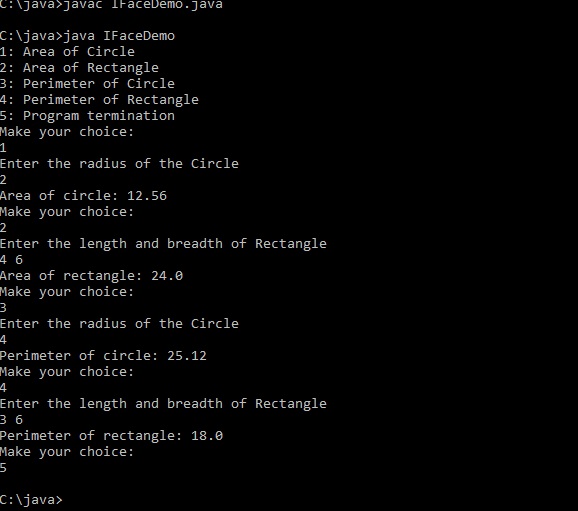 C:\java>javac IFaceDemo.java
C:\java>java IFaceDemo
1: Area of Circle
2: Area of Rectangle
3: Perimeter of Circle
4: Perimeter of Rectangle
5: Program termination
Make your choice:
1
Enter the radius of the Circle
2
Area of circle: 12.56
Make your choice:
2
Enter the length and breadth of Rectangle
4 6
Area of rectangle: 24.0
Make your choice:
3
Enter the radius of the Circle
4
Perimeter of circle: 25.12
Make your choice:
4
Enter the length and breadth of Rectangle
3 6
Perimeter of rectangle: 18.0
Make your choice:
5
C:\java>